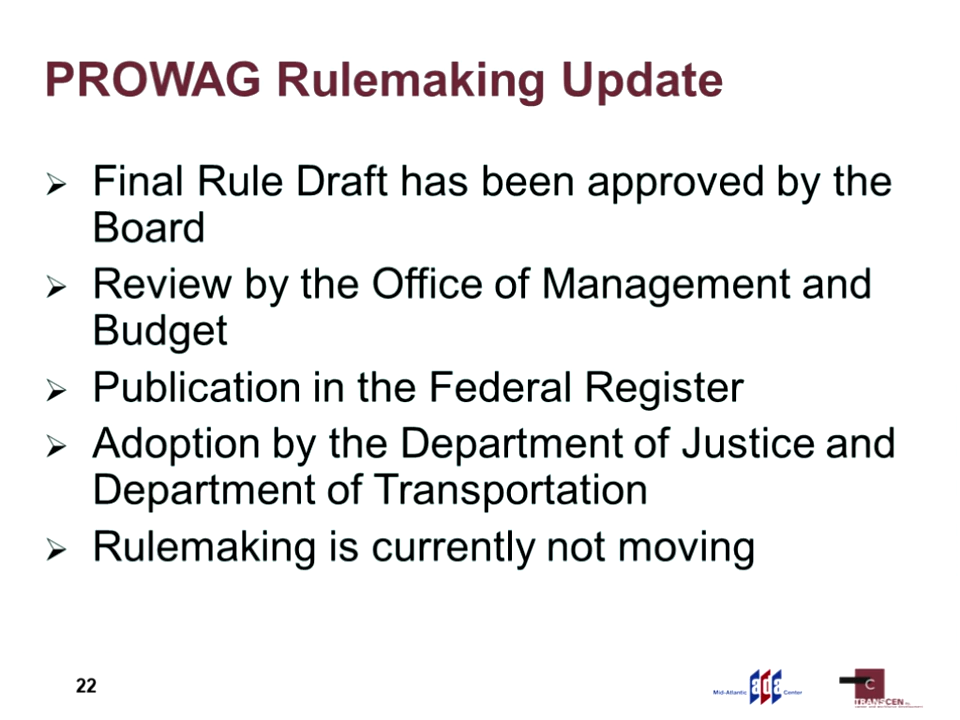 PROWAG Rulemaking Update
Final Rule Draft has been approved by the
Board
Review by the Office of Management and
Budget
Publication in the Federal Register
Adoption by the Department of Justice and
Department of Transportation
Rulemaking is currently not moving
22
Mid-Atlantic ada Center
C
TRANSCEN